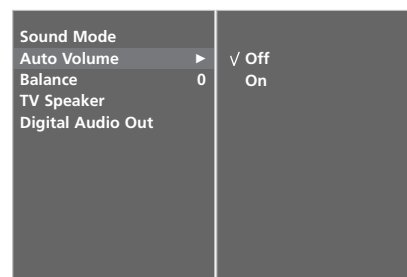 Sound Mode
Auto Volume ► √ Off
Balance 0 On
TV Speaker
Digital Audio Out